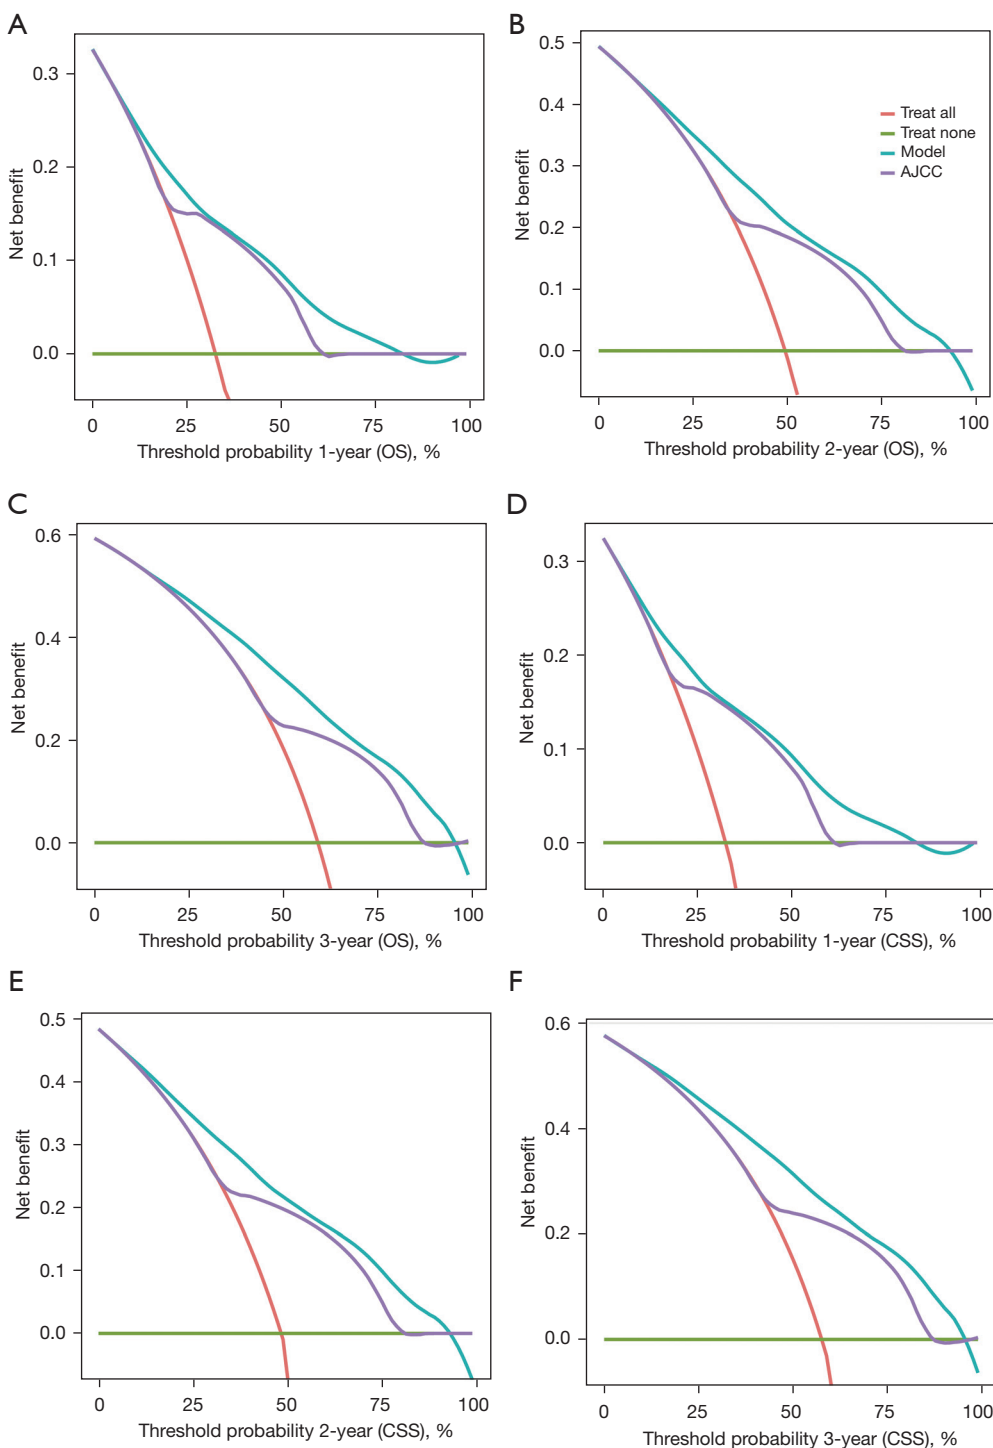 A
0.3
0.2
0.1
0.0
Net benefit
0 25 50 75 100
Threshold probability 1-year (OS), %
B
0.5
0.4
0.3
0.2
0.1
0.0
Net benefit
Treat all
Treat none
Model
AJCC
0 25 50 75 100
Threshold probability 2-year (OS), %
C
0.6
0.4
0.2
0.0
Net benefit
0 25 50 75 100
Threshold probability 3-year (OS), %
D
0.3
0.2
0.1
0.0
Net benefit
0 25 50 75 100
Threshold probability 1-year (CSS), %
E
0.5
0.4
0.3
0.2
0.1
0.0
Net benefit
0 25 50 75 100
Threshold probability 2-year (CSS), %
F
0.6
0.4
0.2
0.0
Net benefit
0 25 50 75 100
Threshold probability 3-year (CSS), %